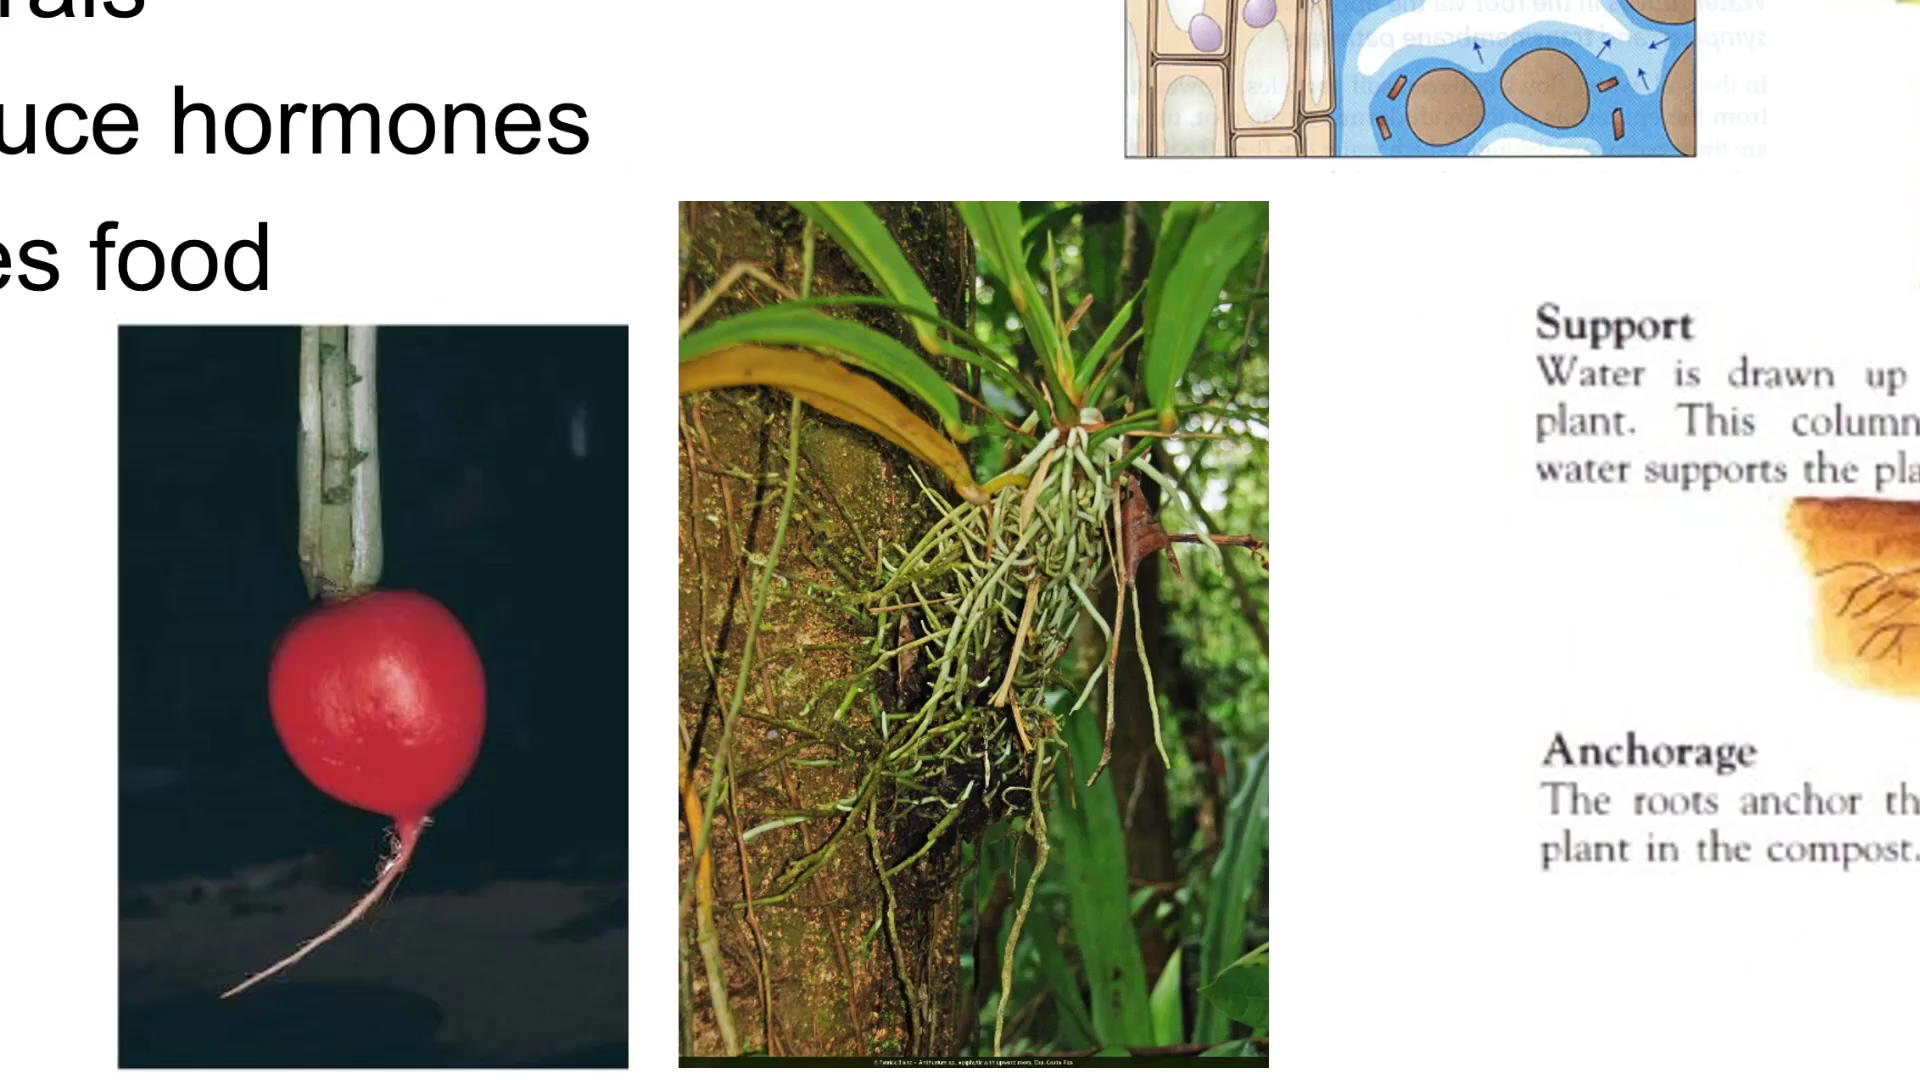 rals
uce hormones
es food
Support
Water is drawn up
plant. This column
water supports the pla
Anchorage
The roots anchor th
plant in the compost.